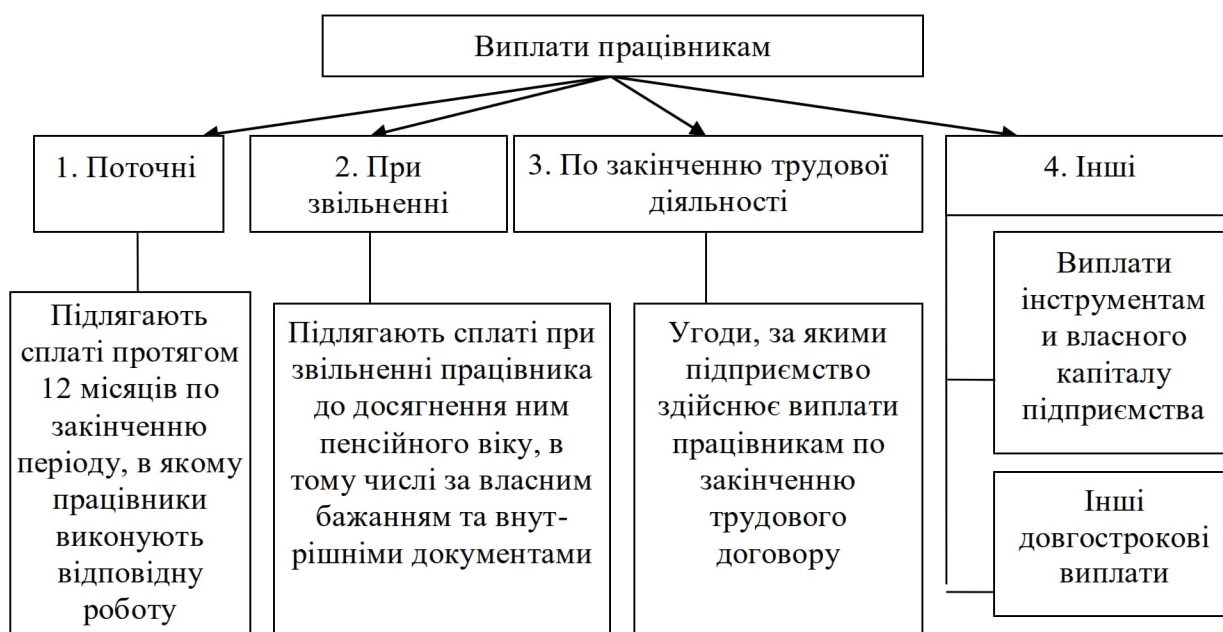 Виплати працівникам
1. Поточні
2. При
звільненні
3. По закінченню трудової
діяльності
4. Інші
Підлягають
сплаті протягом
12 місяців по
закінченню
періоду, в якому
працівники
виконують
відповідну
роботу
Підлягають сплаті при
звільненні працівника
до досягнення ним
пенсійного віку, в
тому числі за власним
бажанням та внут-
рішніми документами
Угоди, за якими
підприємство
здійснює виплати
працівникам по
закінченню
трудового
договору
Виплати
інструментам
и власного
капіталу
підприємства
Інші
довгострокові
виплати